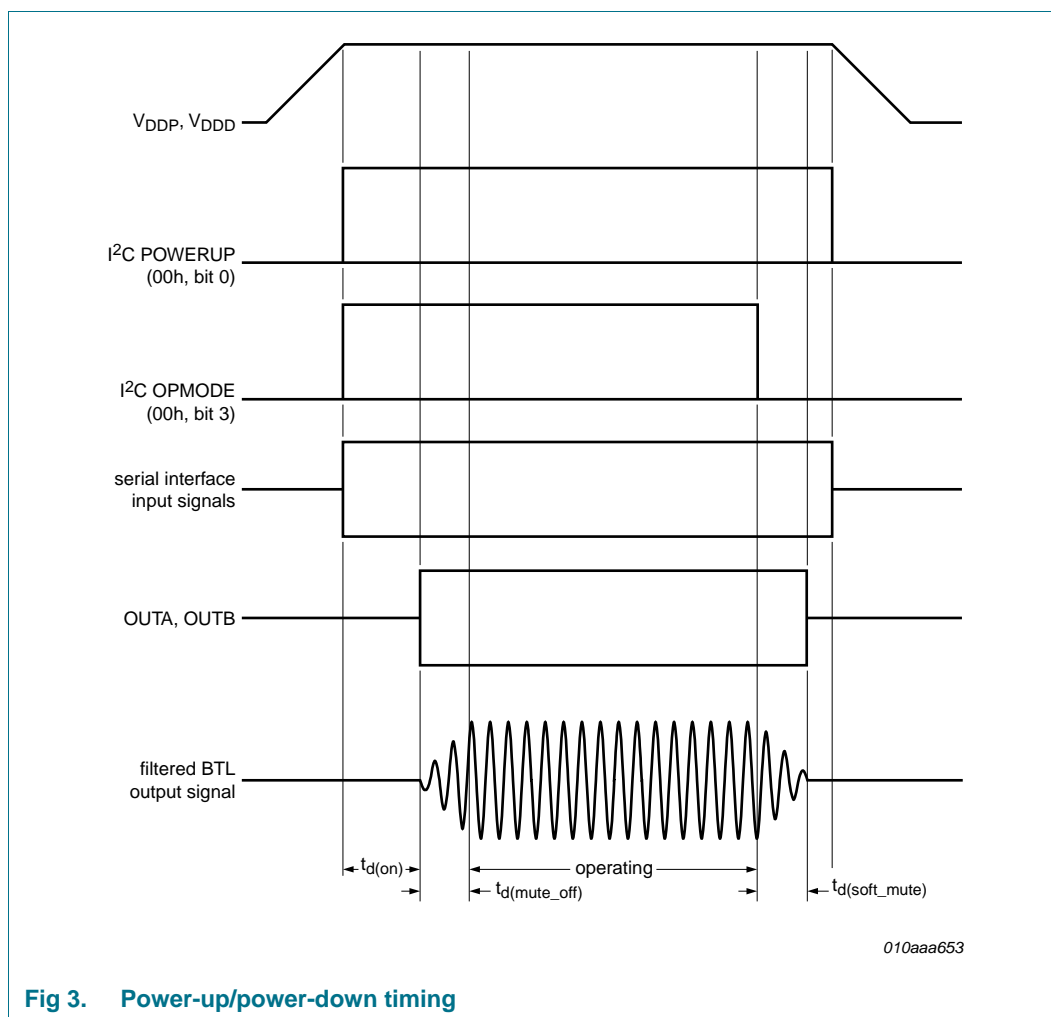 VDDP, VDDD
I2C POWERUP
(00h, bit 0)
I2C OPMODE
(00h, bit 3)
serial interface
input signals
OUTA, OUTB
filtered BTL
output signal
td(on)
operating
td(mute_off)
td(soft_mute)
010aaa653
Fig 3. Power-up/power-down timing